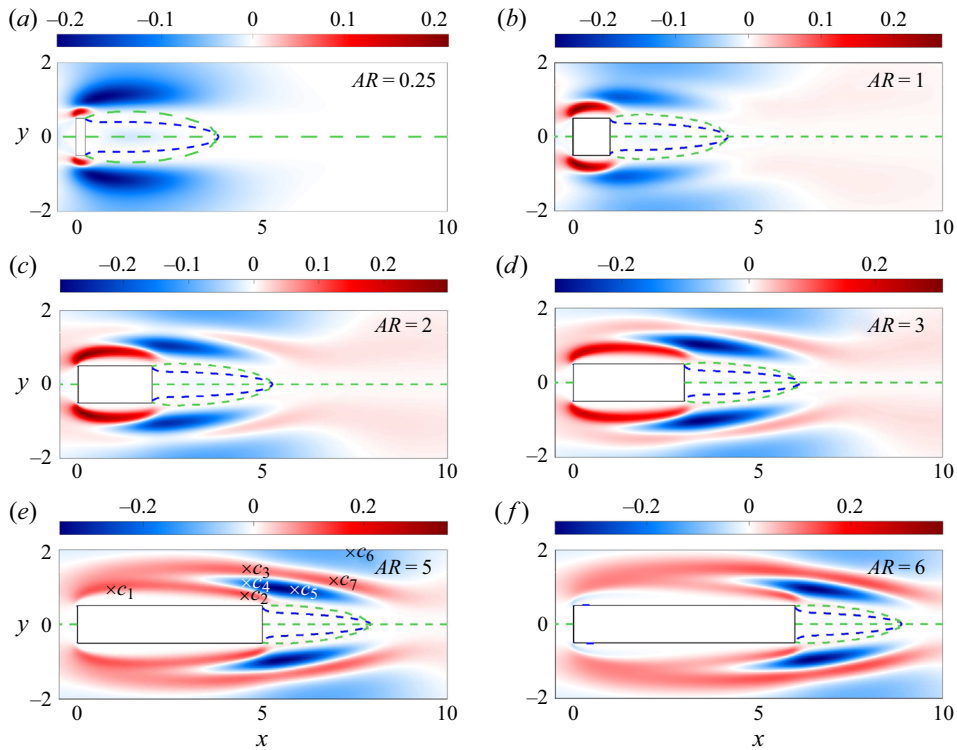 (a) −0.2 −0.1 0 0.1 0.2
(b) −0.2 −0.1 0 0.1 0.2
2 AR = 0.25
y 0
−2
0 5 10
2 AR = 1
0
−2
0 5 10
(c) −0.2 −0.1 0 0.1 0.2
(d) −0.2 0 0.2
2 AR = 2
y 0
−2
0 5 10
2 AR = 3
0
−2
0 5 10
(e) −0.2 0 0.2
(f) −0.2 0 0.2
2 ×c6
AR = 5
×c3
×c7
×c4
×c1 ×c5
×c2
y 0
−2
0 5 10
x
2 AR = 6
0
−2
0 5 10
x